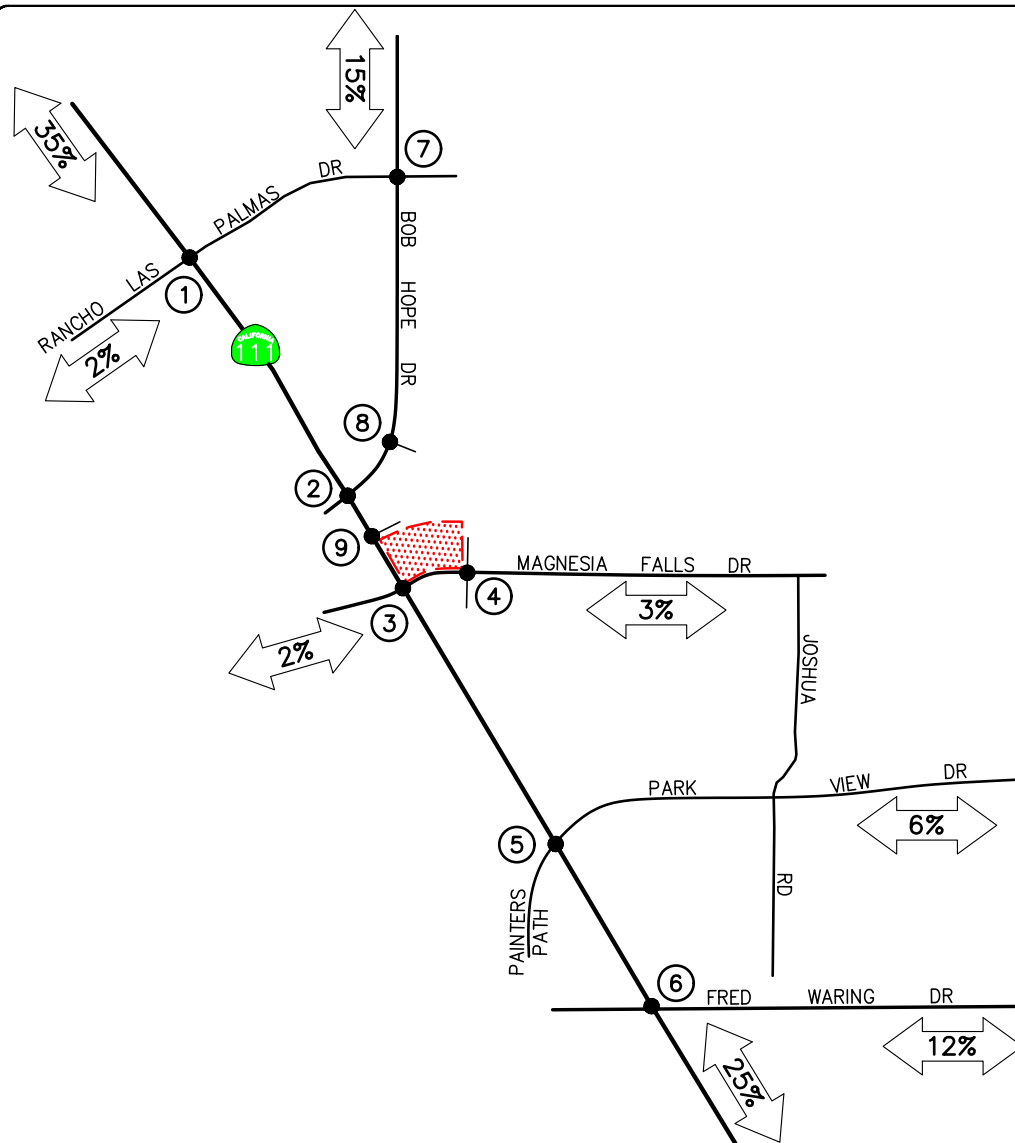 15%
35%
7
RANCHO LAS PALMAS DR
1
2%
CALIFORNIA
111
BOB HOPE DR
8
2
9
MAGNESIA FALLS DR
4
3
3%
2%
JOSHUA RD
PARK VIEW DR
6%
5
PAINTERS
PATH
6
FRED WARING DR
12%
25%